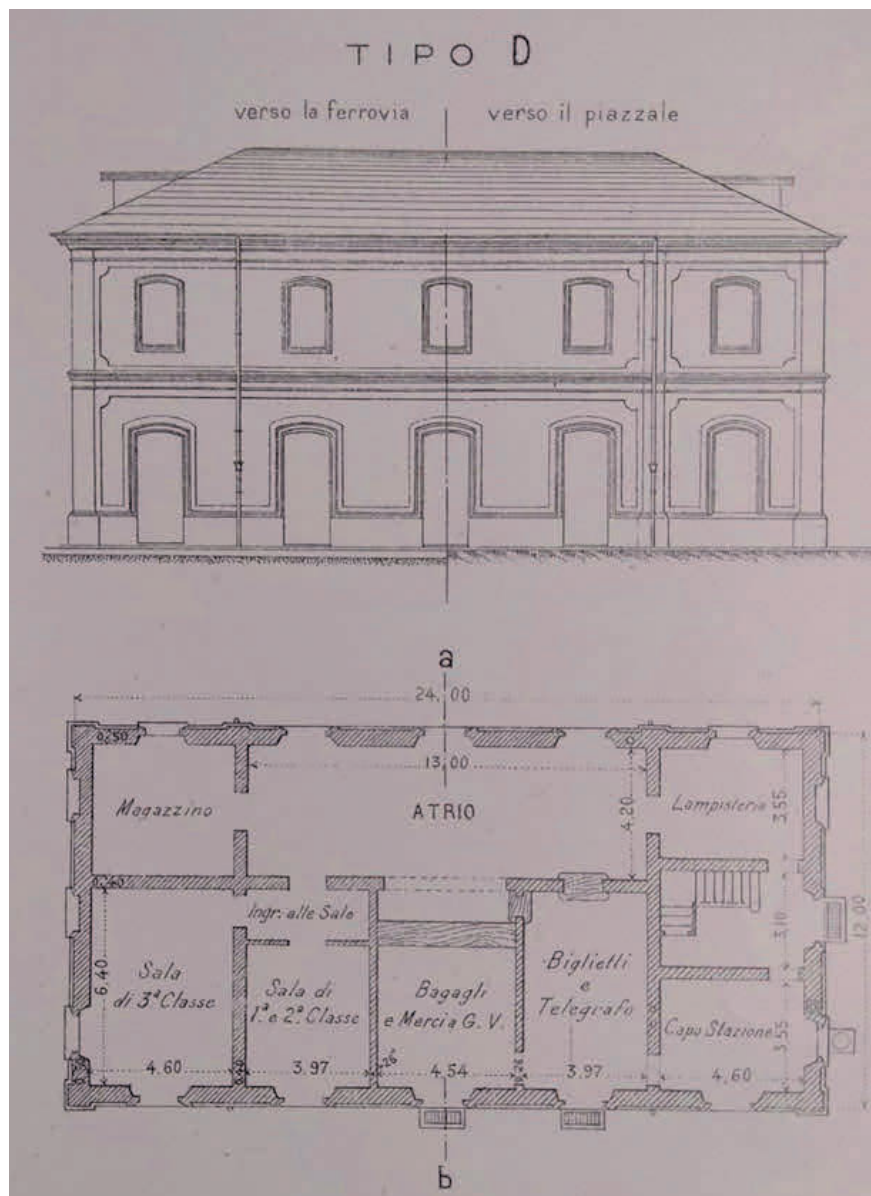 TIPO D
verso la ferrovia verso il piazzale
a
24,00
0,50
13,00
Magazzino
ATRIO
4.20
Lampisteria
3.55
Ingr. alle Sale
12,00
3,10
6,40
Sala
di 3ª Classe
Sala di
1ª e 2ª Classe
Bagagli
e Mercia G. V.
Biglietti
e
Telegrafo
Capo Stazione
3.55
4.60
3.97
4.54
3.97
4.60
b